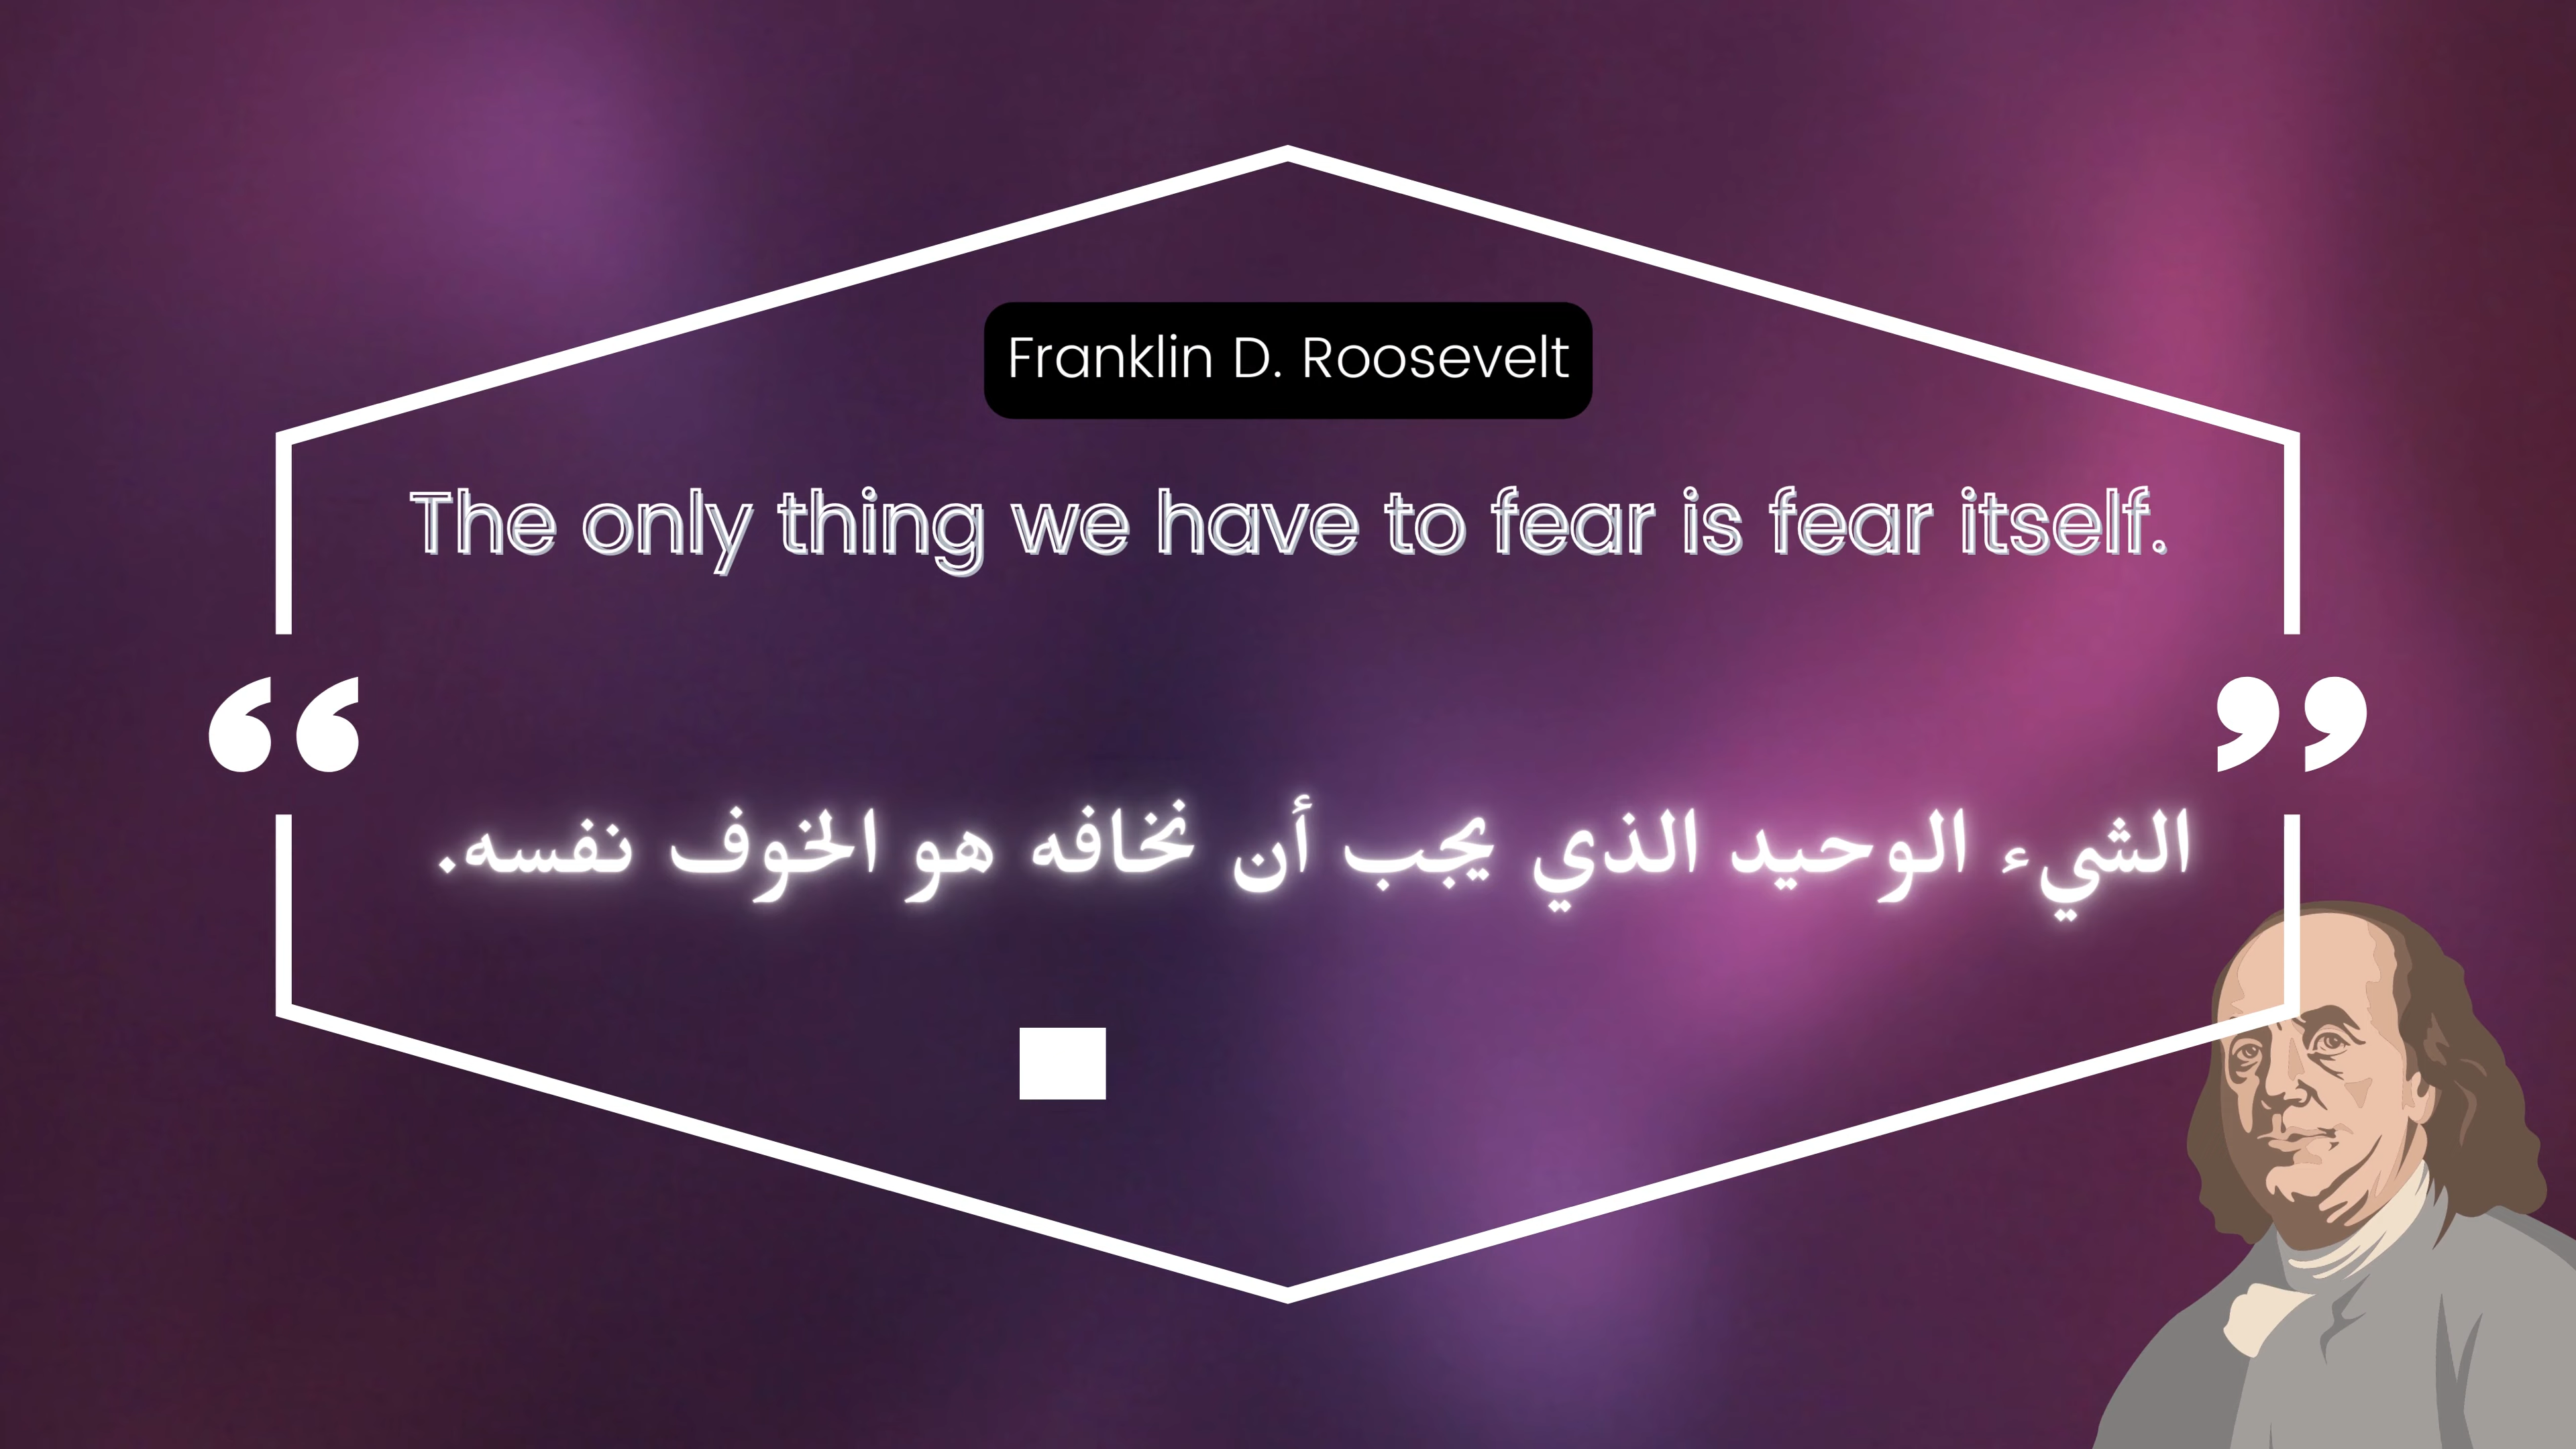 Franklin D. Roosevelt
The only thing we have to fear is fear itself.
“ ”
الشيء الوحيد الذي يجب أن نخافه هو الخوف نفسه.